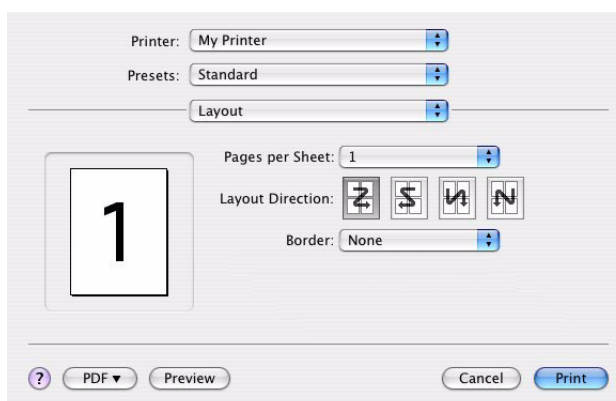 Printer: My Printer
Presets: Standard
Layout
Pages per Sheet: 1
Layout Direction:
Border: None
1
? PDF▼ Preview Cancel Print